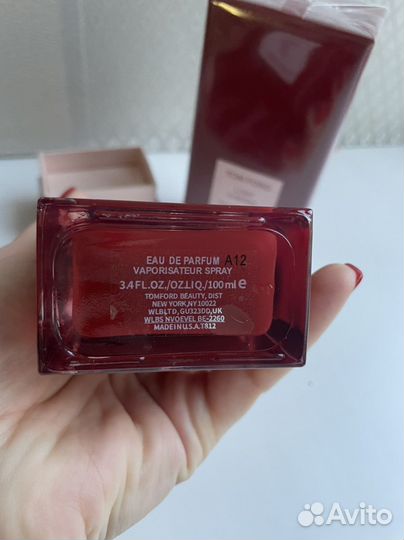 EAU DE PARFUM A12
VAPORISATEUR SPRAY
3.4 FL.OZ./OZ.LIQ./100 ml e
TOMFORD BEAUTY, DIST
NEW YORK,NY,10022
WLBLTD,GU323DD,UK
WLBS NVOEVEL BE-2260
MADE IN U.S.A.T812
Avito